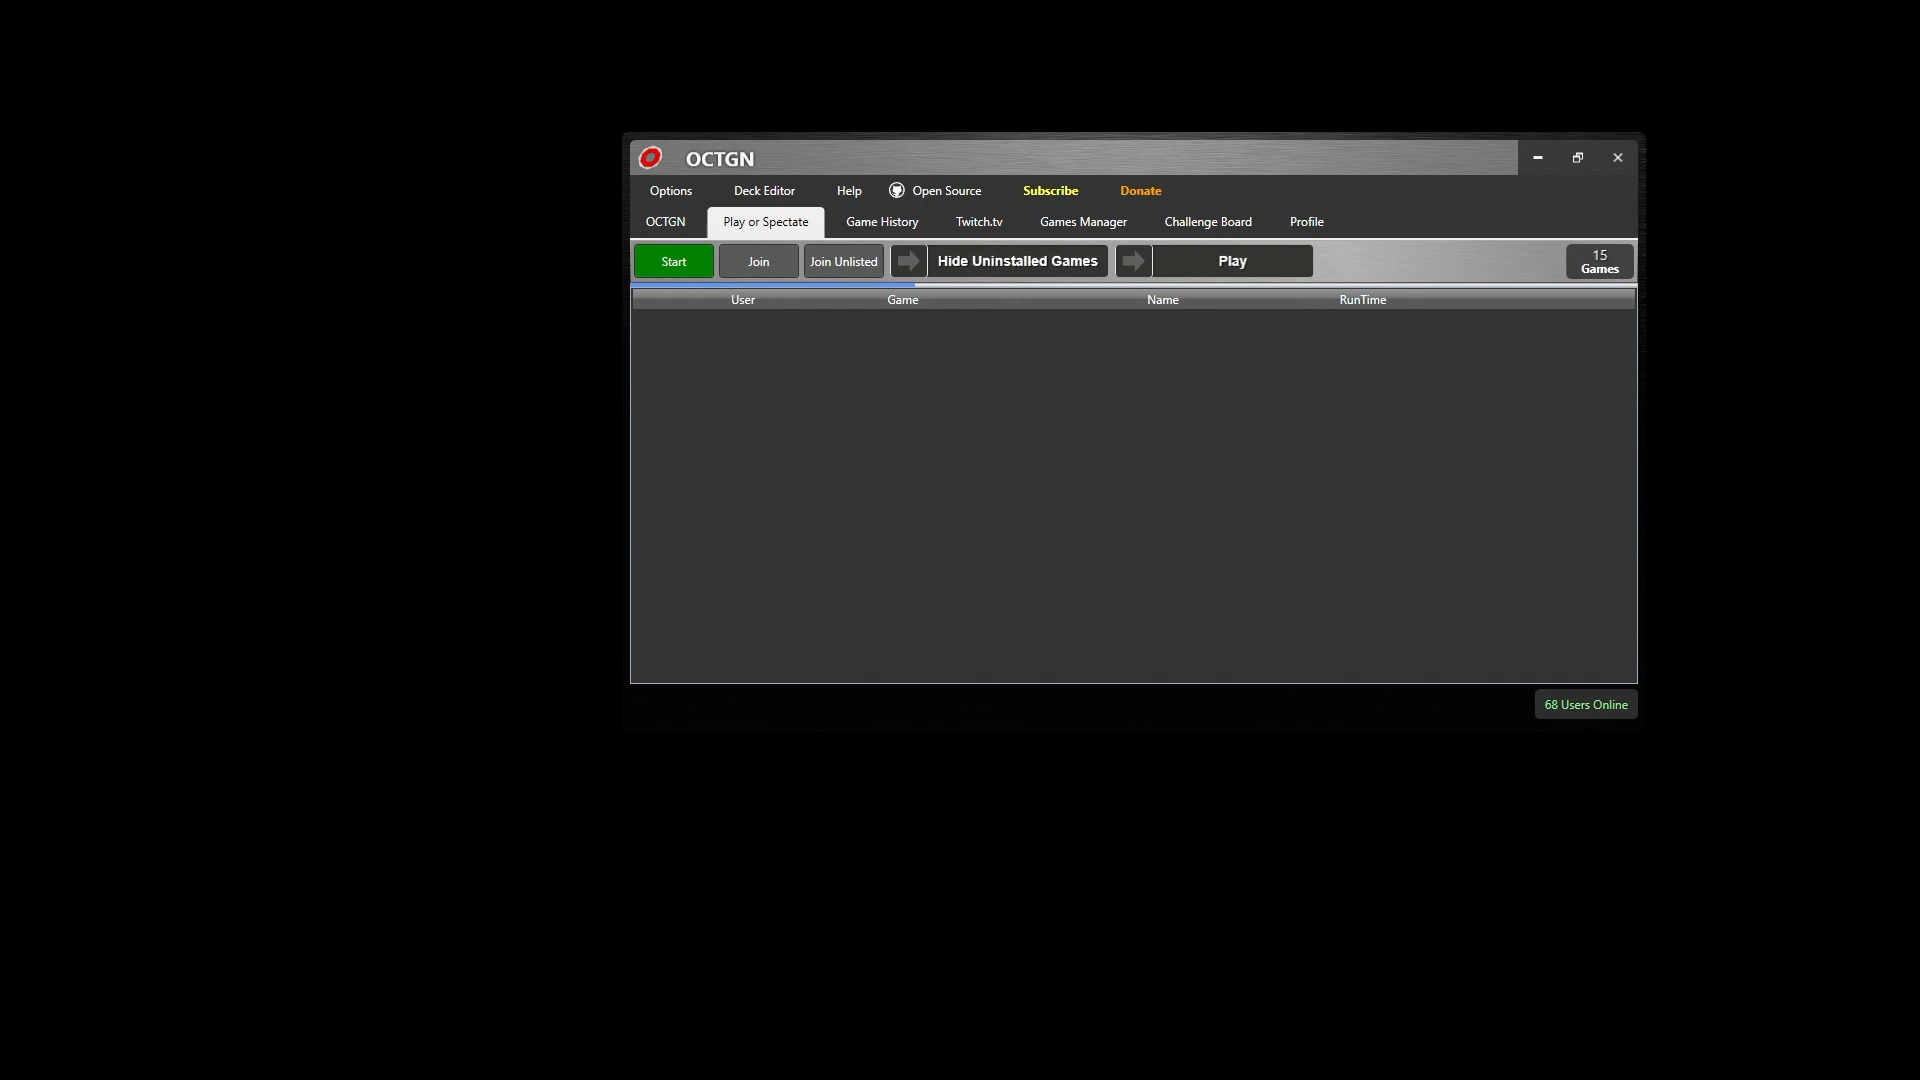 OCTGN
Options Deck Editor Help Open Source Subscribe Donate
OCTGN Play or Spectate Game History Twitch.tv Games Manager Challenge Board Profile
Start Join Join Unlisted Hide Uninstalled Games Play 15 Games
User Game Name RunTime
68 Users Online